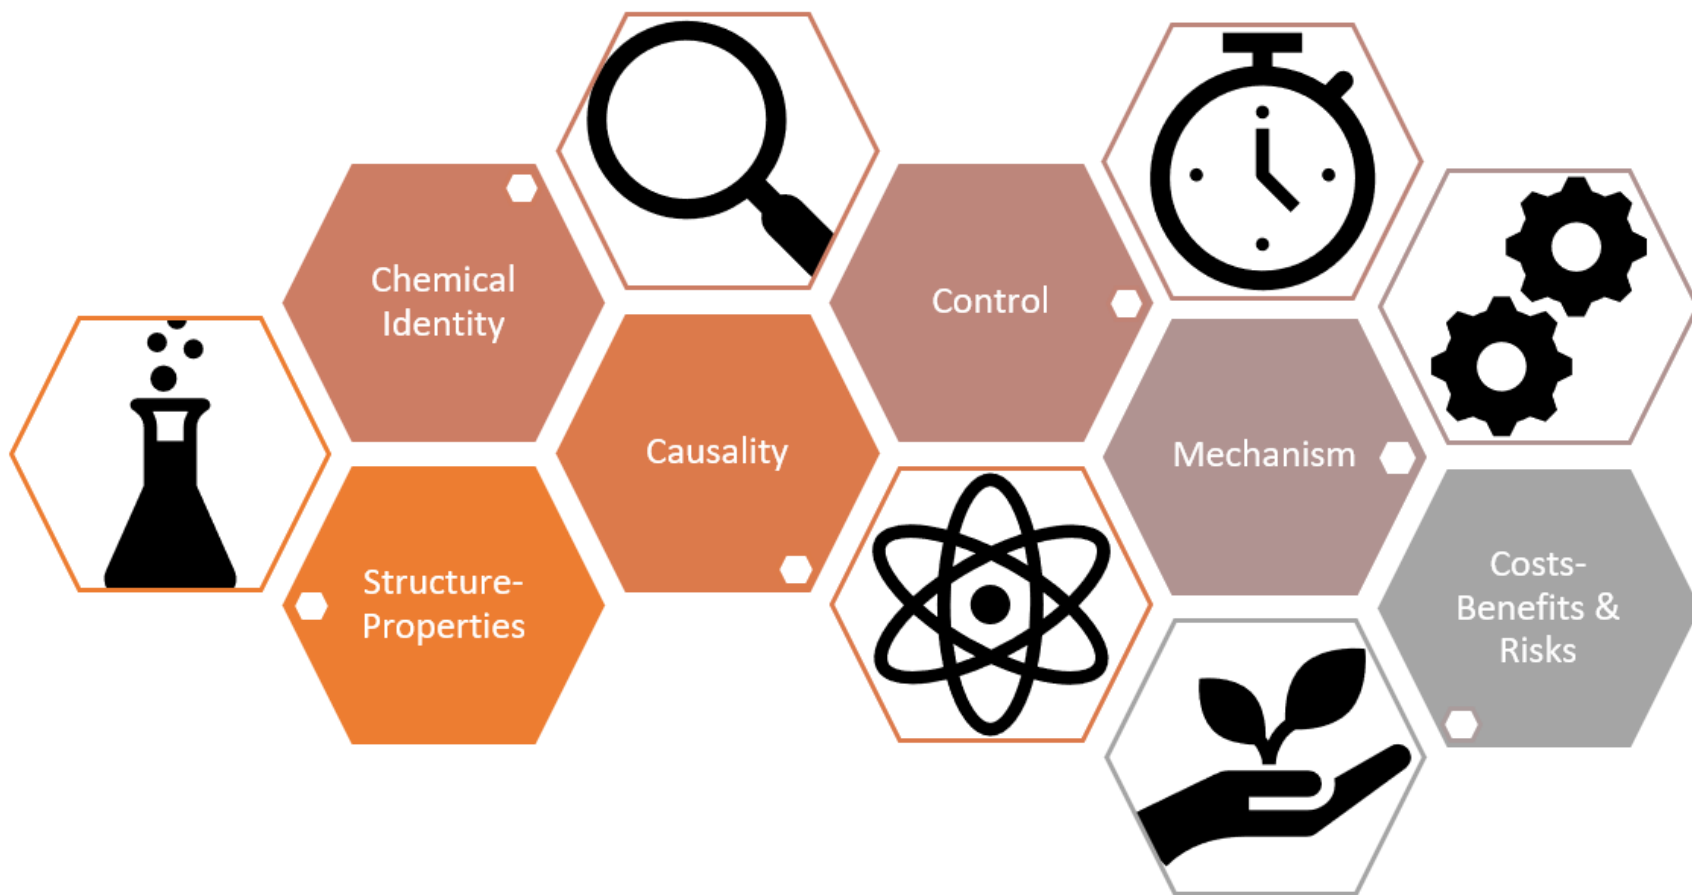 Chemical
Identity
Control
Causality
Mechanism
Structure-
Properties
Costs-
Benefits &
Risks